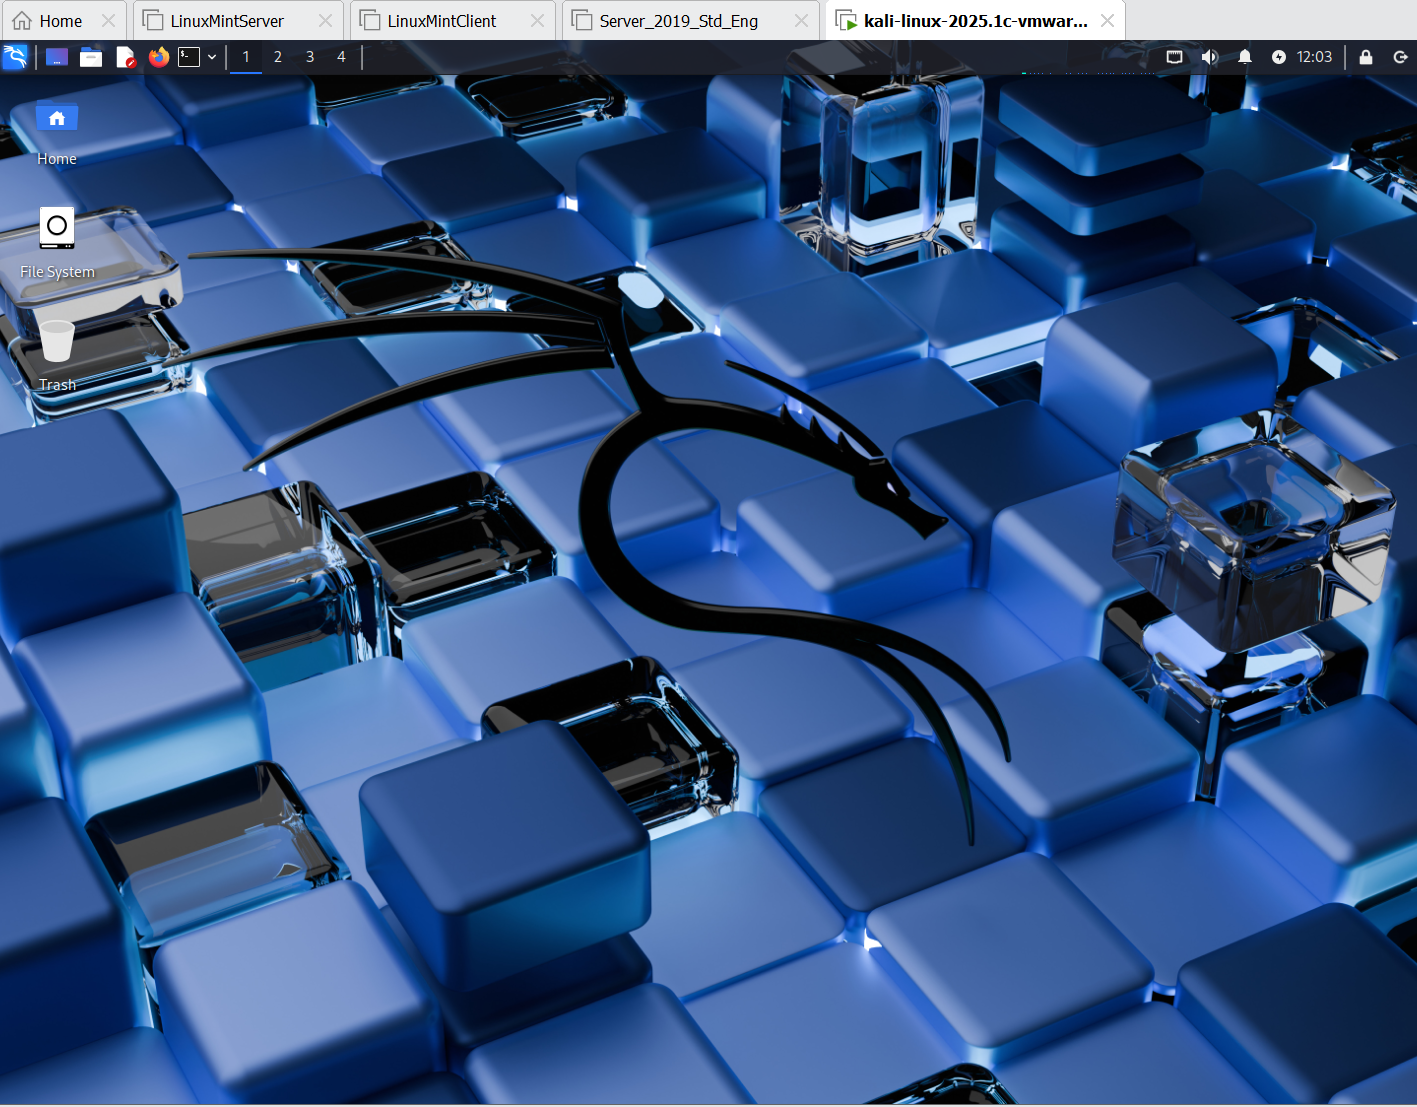 Home
LinuxMintServer
LinuxMintClient
Server_2019_Std_Eng
kali-linux-2025.1c-vmwar...
1 2 3 4
12:03
Home
File System
Trash